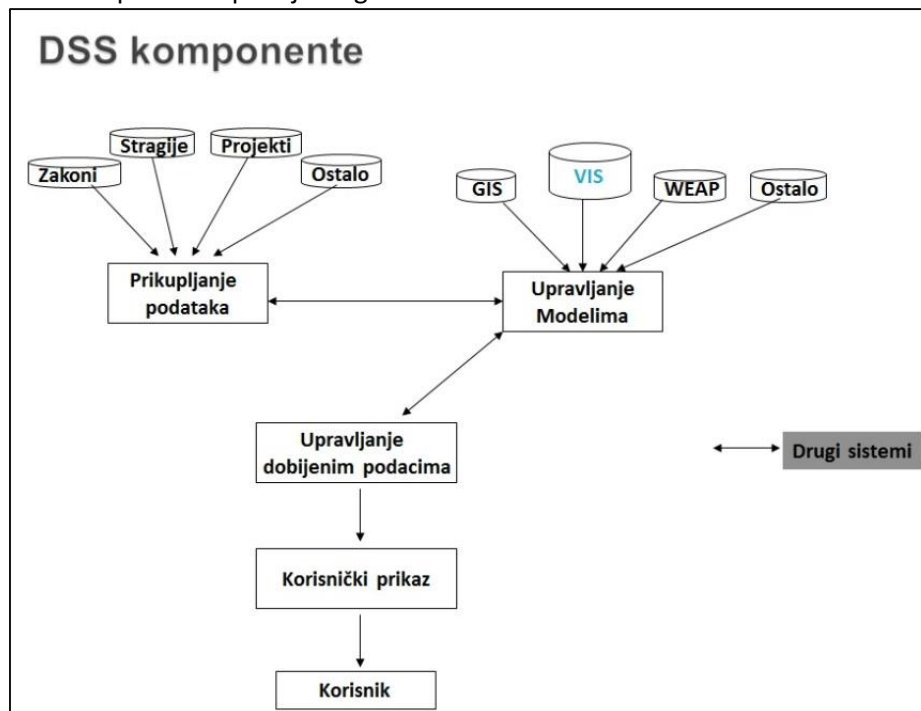 DSS komponente
Stragije
Projekti
Zakoni
Ostalo
VIS
GIS
WEAP
Ostalo
Prikupljanje
podataka
Upravljanje
Modelima
Upravljanje
dobijenim podacima
Drugi sistemi
Korisnički prikaz
Korisnik